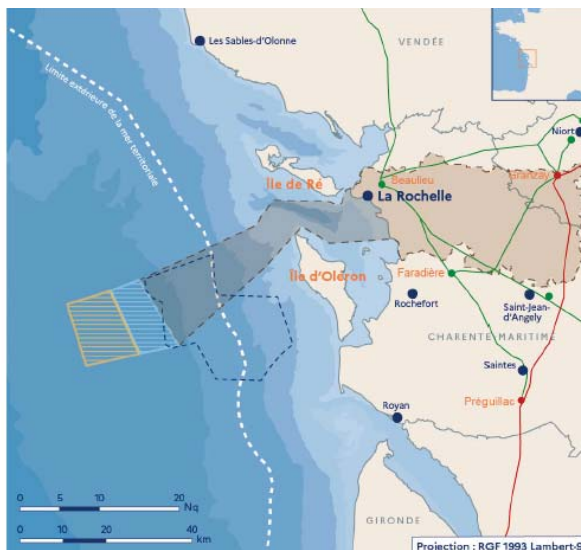 Les Sables-d'Olonne
VENDÉE
Limite extérieure de la mer territoriale
Niort
Île de Ré
Beaulieu
Granzay
La Rochelle
Île d'Oléron
Faradière
Rochefort
Saint-Jean-
d'Angely
CHARENTE-MARITIME
Saintes
Préguillac
Royan
0 5 10 20
Nq
0 10 20 40
km
GIRONDE
Projection : RGF 1993 Lambert-9